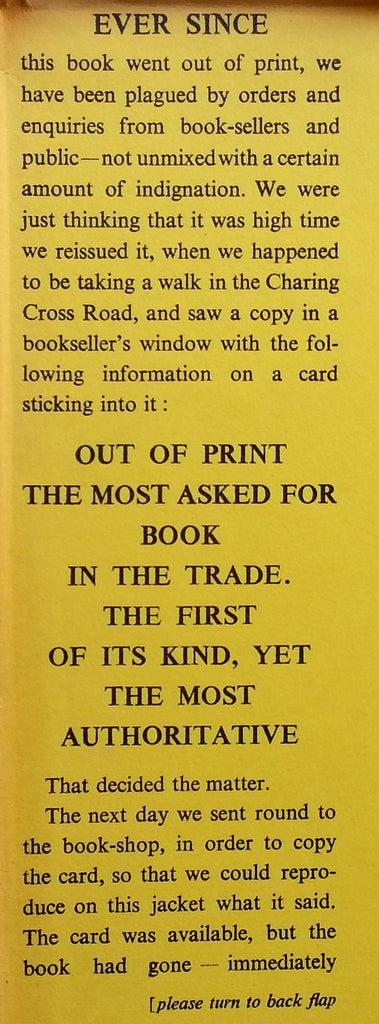 EVER SINCE
this book went out of print, we
have been plagued by orders and
enquiries from book-sellers and
public—not unmixed with a certain
amount of indignation. We were
just thinking that it was high time
we reissued it, when we happened
to be taking a walk in the Charing
Cross Road, and saw a copy in a
bookseller's window with the fol-
lowing information on a card
sticking into it :
OUT OF PRINT
THE MOST ASKED FOR
BOOK
IN THE TRADE.
THE FIRST
OF ITS KIND, YET
THE MOST
AUTHORITATIVE
That decided the matter.
The next day we sent round to
the book-shop, in order to copy
the card, so that we could repro-
duce on this jacket what it said.
The card was available, but the
book had gone — immediately
[please turn to back flap